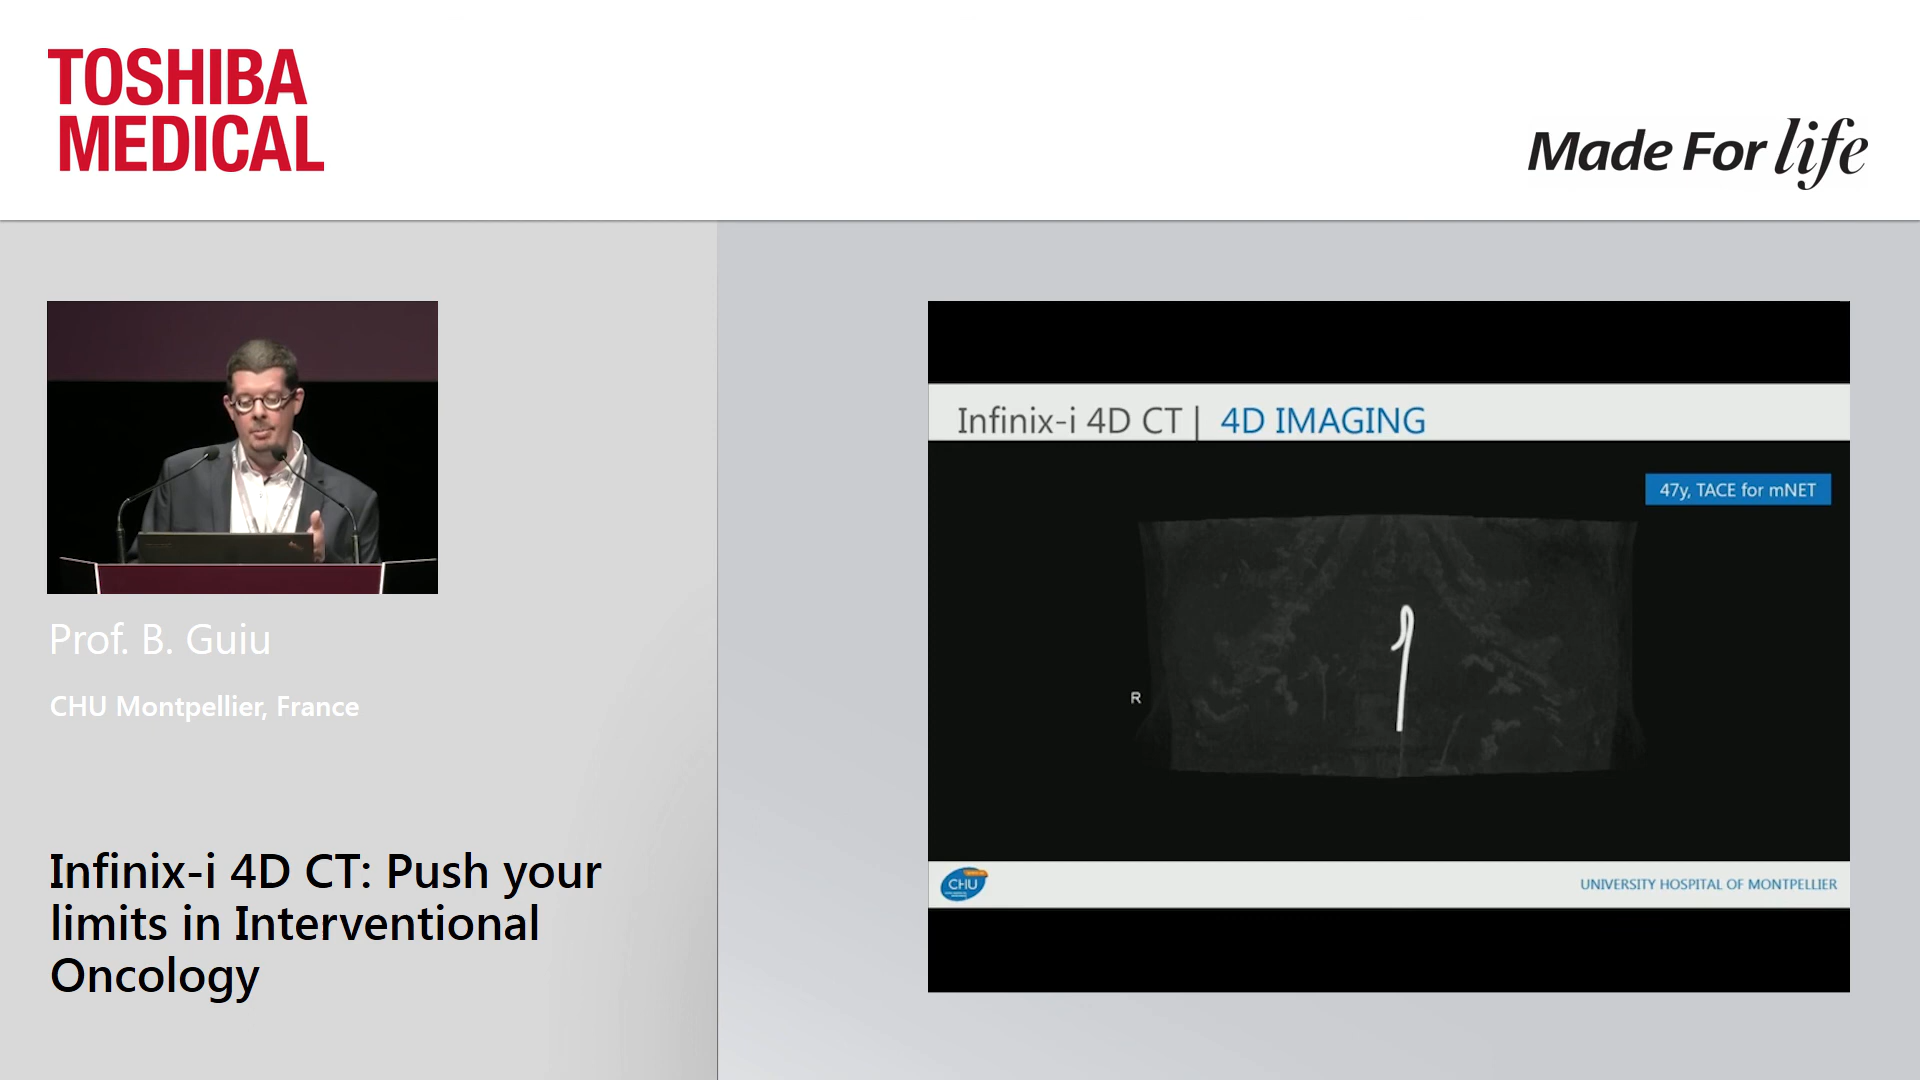 TOSHIBA
MEDICAL
Made For life
Prof. B. Guiu
CHU Montpellier, France
Infinix-i 4D CT: Push your
limits in Interventional
Oncology
Infinix-i 4D CT | 4D IMAGING
47y, TACE for mNET
R
CHU
UNIVERSITY HOSPITAL OF MONTPELLIER